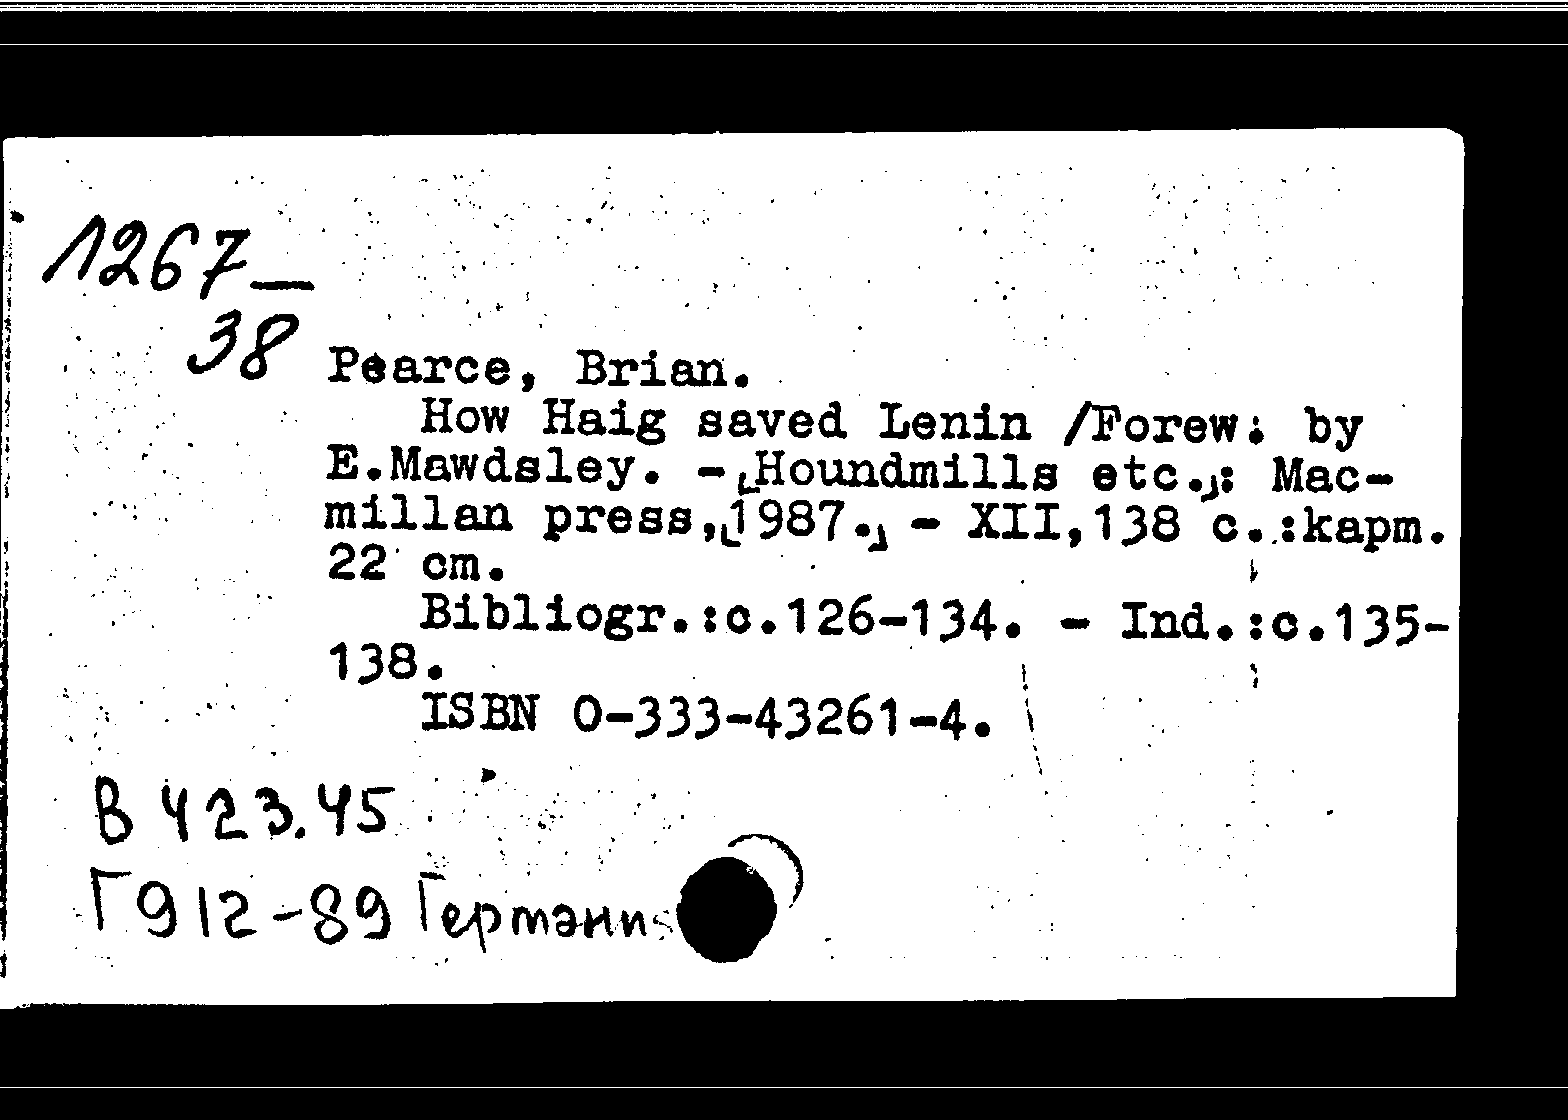 1267—
38
Pearce, Brian.
How Haig saved Lenin /Forew. by
E.Mawdsley. - [Houndmills etc.]: Mac-
millan press,[1987.] - XII,138 с.:карт.
22 cm.
Bibliogr.:c.126-134. - Ind.:c.135-
138.
ISBN 0-333-43261-4.
В 423.45
Г912-89 Германи